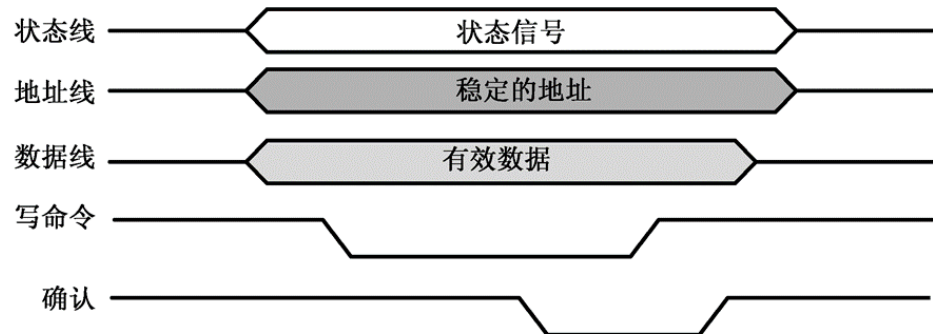 状态线 状态信号
地址线 稳定的地址
数据线 有效数据
写命令
确认